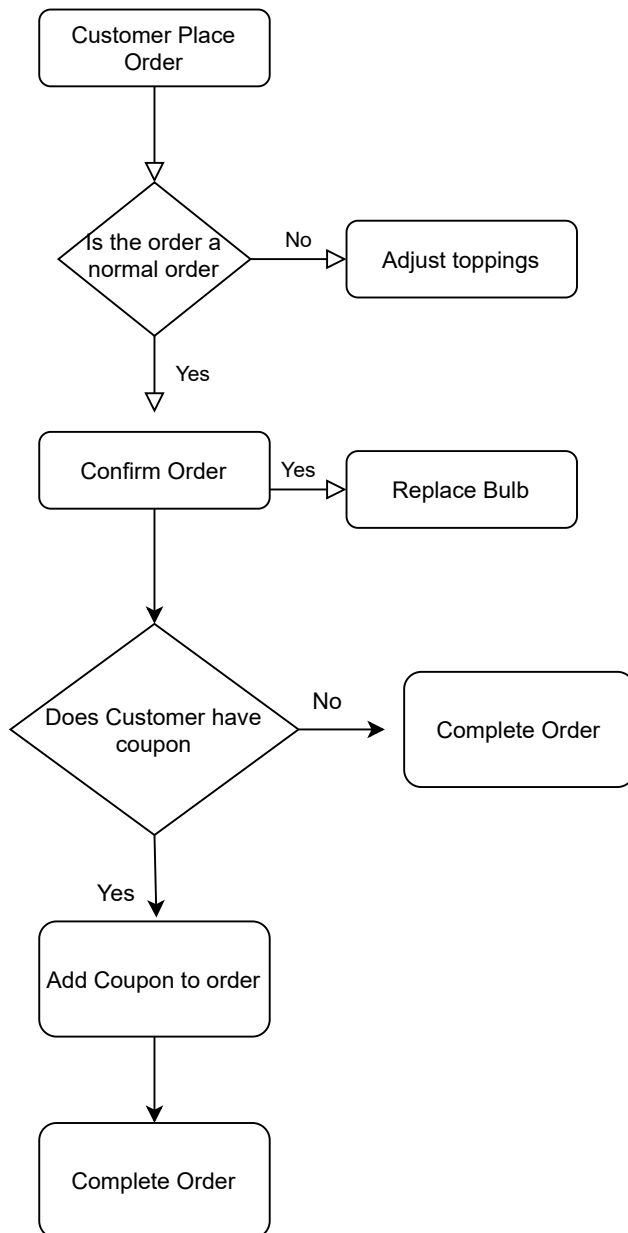 Customer Place
Order
Is the order a
normal order
No
Adjust toppings
Yes
Confirm Order
Yes
Replace Bulb
Does Customer have
coupon
No
Complete Order
Yes
Add Coupon to order
Complete Order